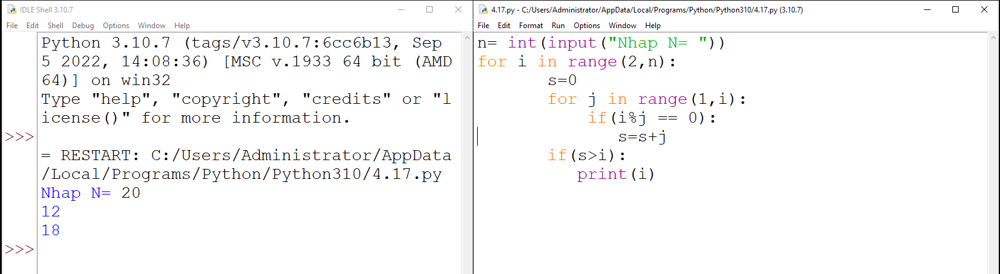 IDLE Shell 3.10.7
File Edit Shell Debug Options Window Help
Python 3.10.7 (tags/v3.10.7:6cc6b13, Sep
5 2022, 14:08:36) [MSC v.1933 64 bit (AMD
64)] on win32
Type "help", "copyright", "credits" or "l
icense()" for more information.
>>>
= RESTART: C:/Users/Administrator/AppData
/Local/Programs/Python/Python310/4.17.py
Nhap N= 20
12
18
>>>
4.17.py - C:/Users/Administrator/AppData/Local/Programs/Python/Python310/4.17.py (3.10.7)
File Edit Format Run Options Window Help
n= int(input("Nhap N= "))
for i in range(2,n):
       s=0
       for j in range(1,i):
           if(i%j == 0):
              s=s+j
       if(s>i):
          print(i)